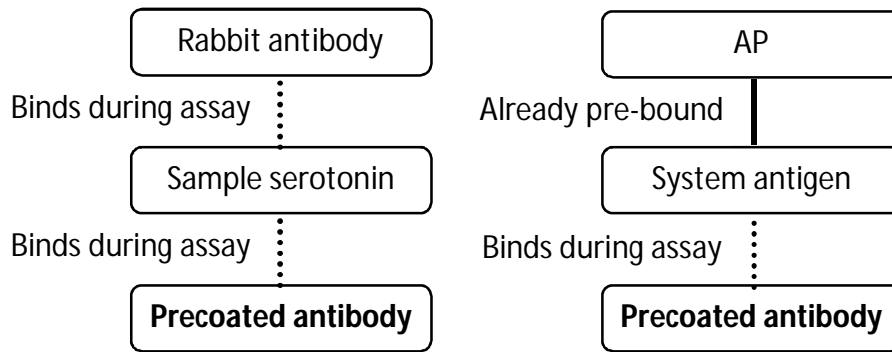 Rabbit antibody
Binds during assay
Sample serotonin
Binds during assay
Precoated antibody
AP
Already pre-bound
System antigen
Binds during assay
Precoated antibody